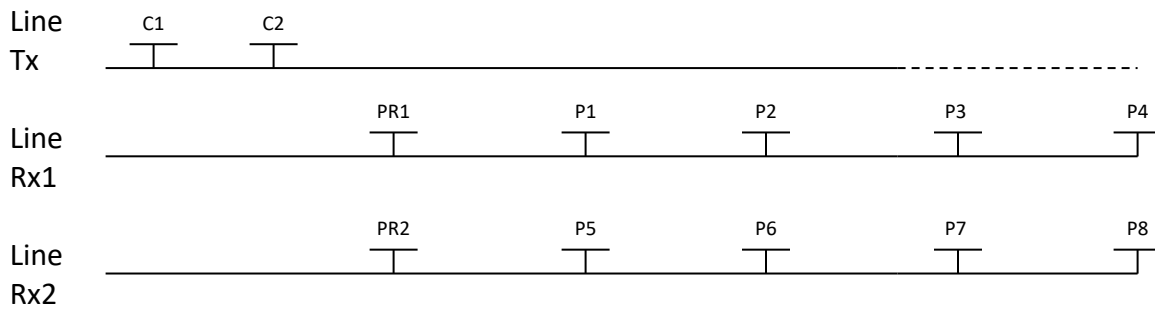 Line Tx
C1 C2
Line Rx1
PR1 P1 P2 P3 P4
Line Rx2
PR2 P5 P6 P7 P8